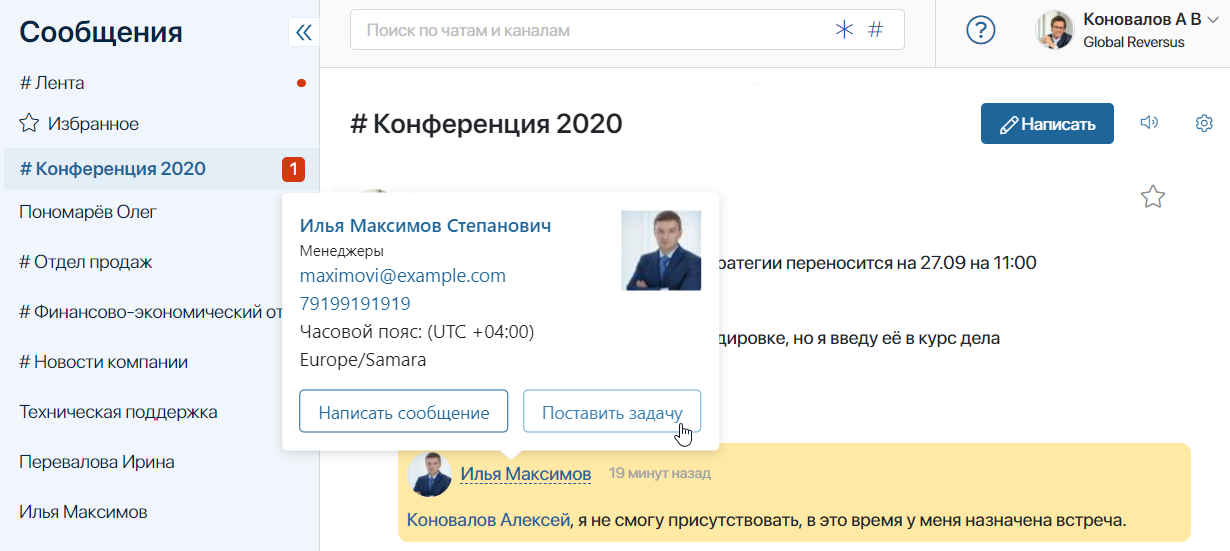 Сообщения
# Лента
Избранное
# Конференция 2020
1
Пономарёв Олег
# Отдел продаж
# Финансово-экономический от
# Новости компании
Техническая поддержка
Перевалова Ирина
Илья Максимов
Поиск по чатам и каналам
#
?
Коновалов А В
Global Reversus
# Конференция 2020
Написать
Илья Максимов Степанович
Менеджеры
maximovi@example.com
79199191919
Часовой пояс: (UTC +04:00)
Europe/Samara
Написать сообщение
Поставить задачу
ратегии переносится на 27.09 на 11:00
дировке, но я введу её в курс дела
Илья Максимов 19 минут назад
Коновалов Алексей, я не смогу присутствовать, в это время у меня назначена встреча.